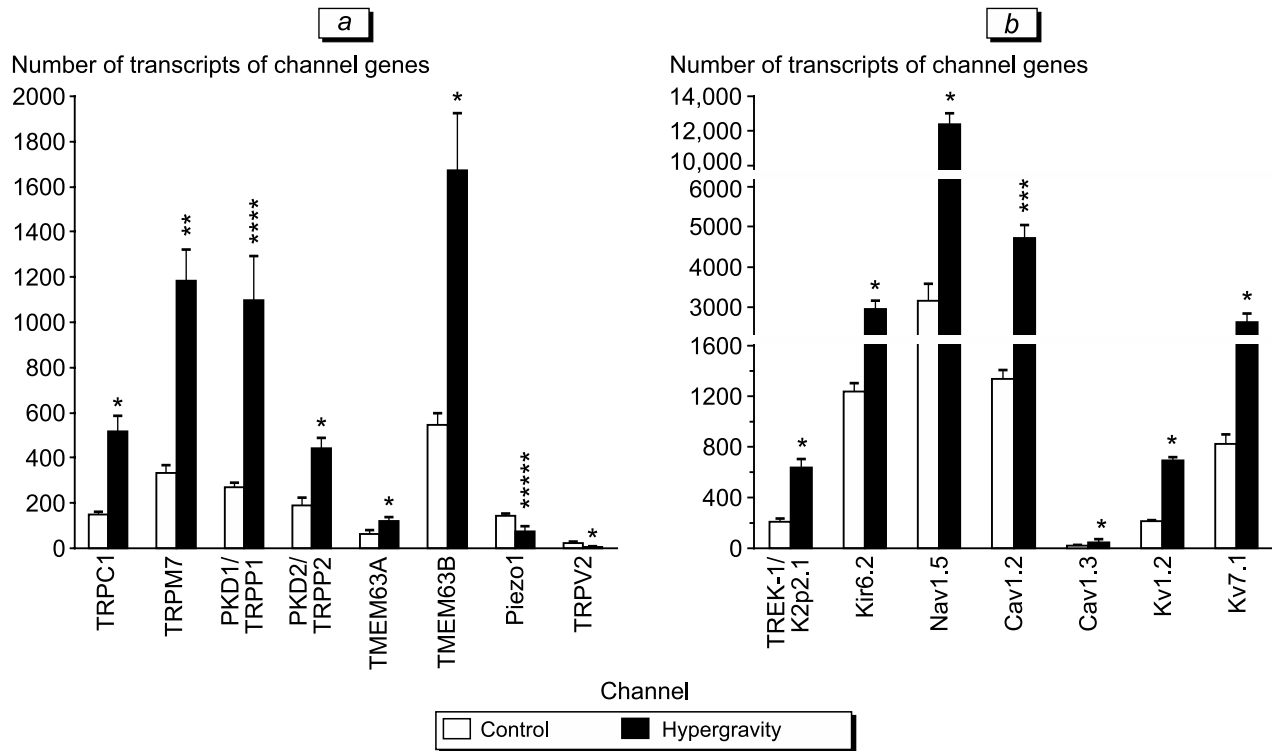 a
Number of transcripts of channel genes
2000
1800
1600
1400
1200
1000
800
600
400
200
0
*
**
****
*
*
*
*****
*
TRPC1
TRPM7
PKD1/
TRPP1
PKD2/
TRPP2
TMEM63A
TMEM63B
Piezo1
TRPV2
b
Number of transcripts of channel genes
14,000
12,000
10,000
6000
5000
4000
3000
1600
1200
800
400
0
*
*
*
***
*
*
*
TREK-1/
K2p2.1
Kir6.2
Nav1.5
Cav1.2
Cav1.3
Kv1.2
Kv7.1
Channel
Control
Hypergravity